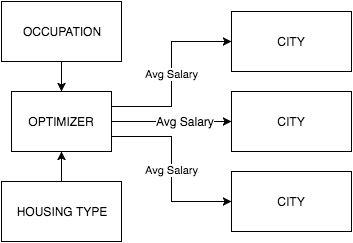 OCCUPATION
CITY
Avg Salary
OPTIMIZER
Avg Salary
CITY
Avg Salary
HOUSING TYPE
CITY